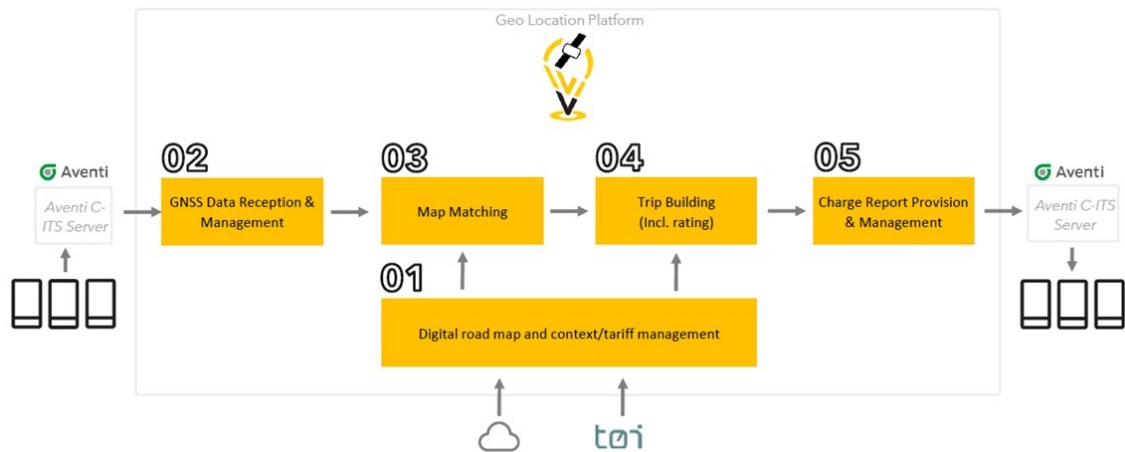 Geo Location Platform
Aventi
Aventi C-
ITS Server
02
GNSS Data Reception &
Management
03
Map Matching
04
Trip Building
(Incl. rating)
05
Charge Report Provision
& Management
Aventi
Aventi C-ITS
Server
01
Digital road map and context/tariff management
tøi